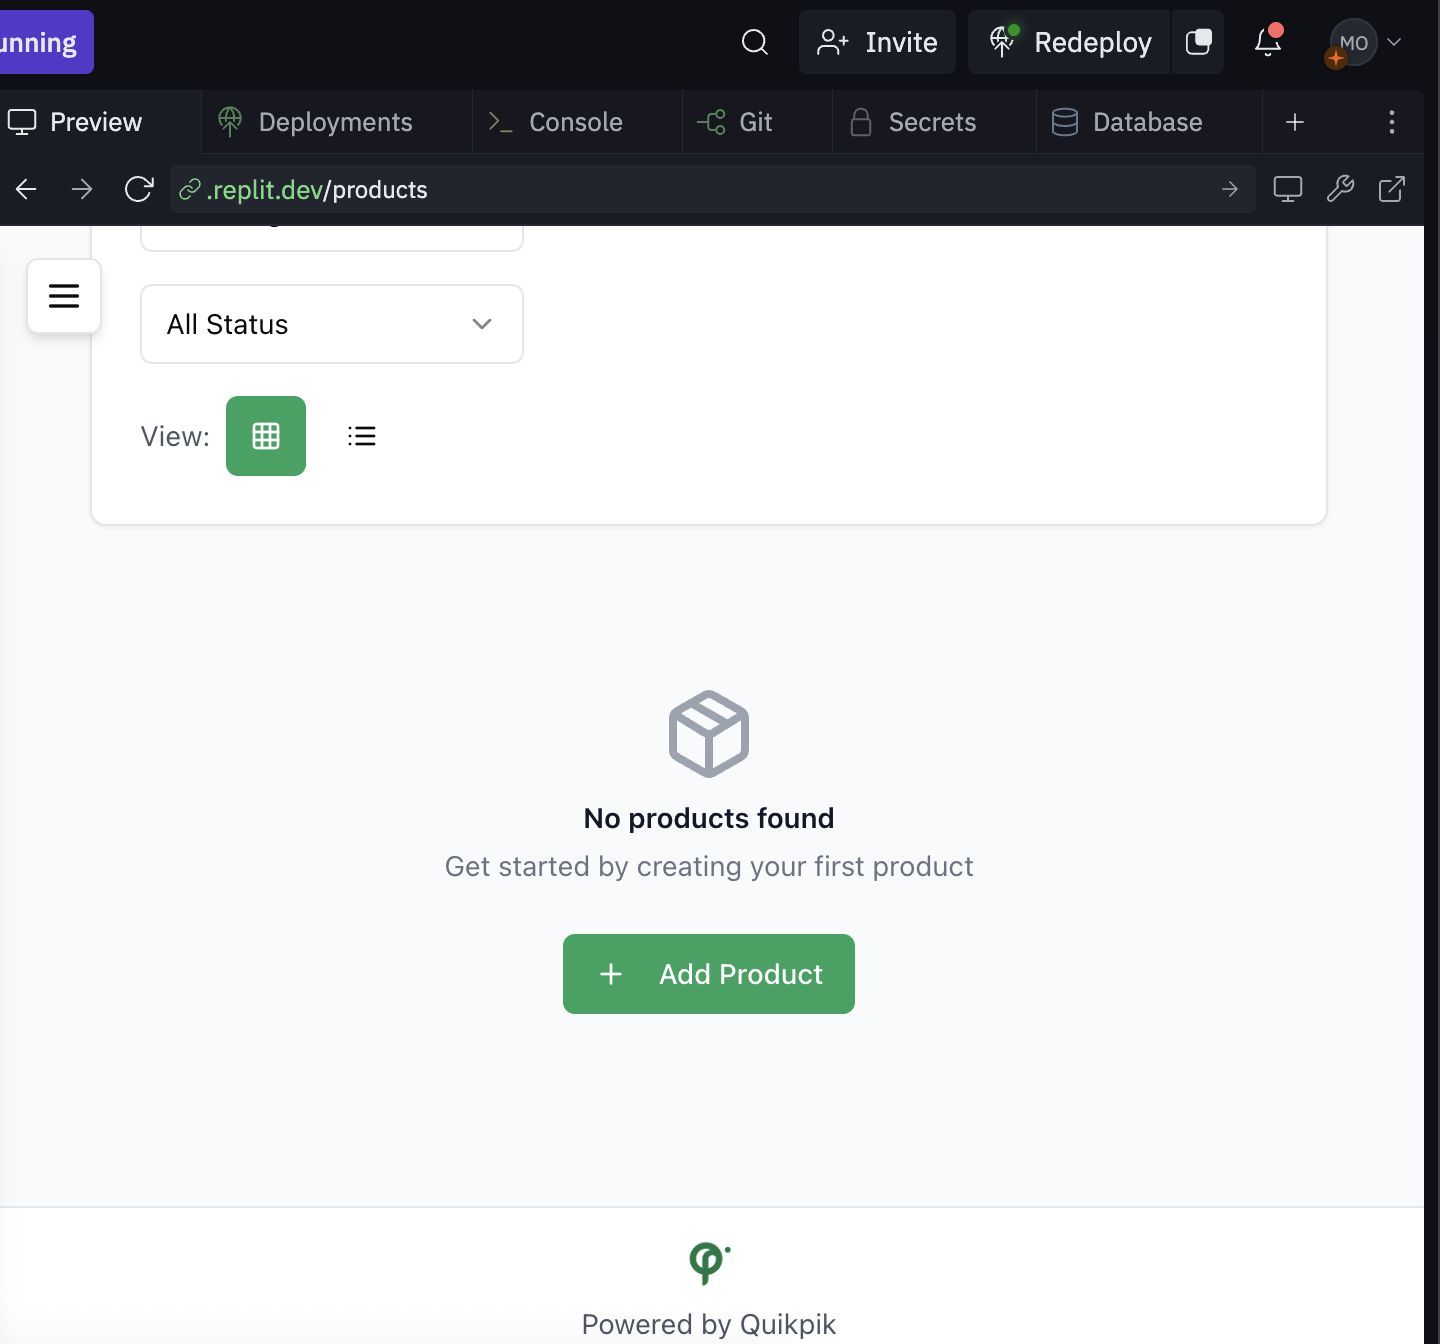 Invite
Redeploy
MO
Preview
Deployments
Console
Git
Secrets
Database
.replit.dev/products
All Status
View:
No products found
Get started by creating your first product
Add Product
Powered by Quikpik